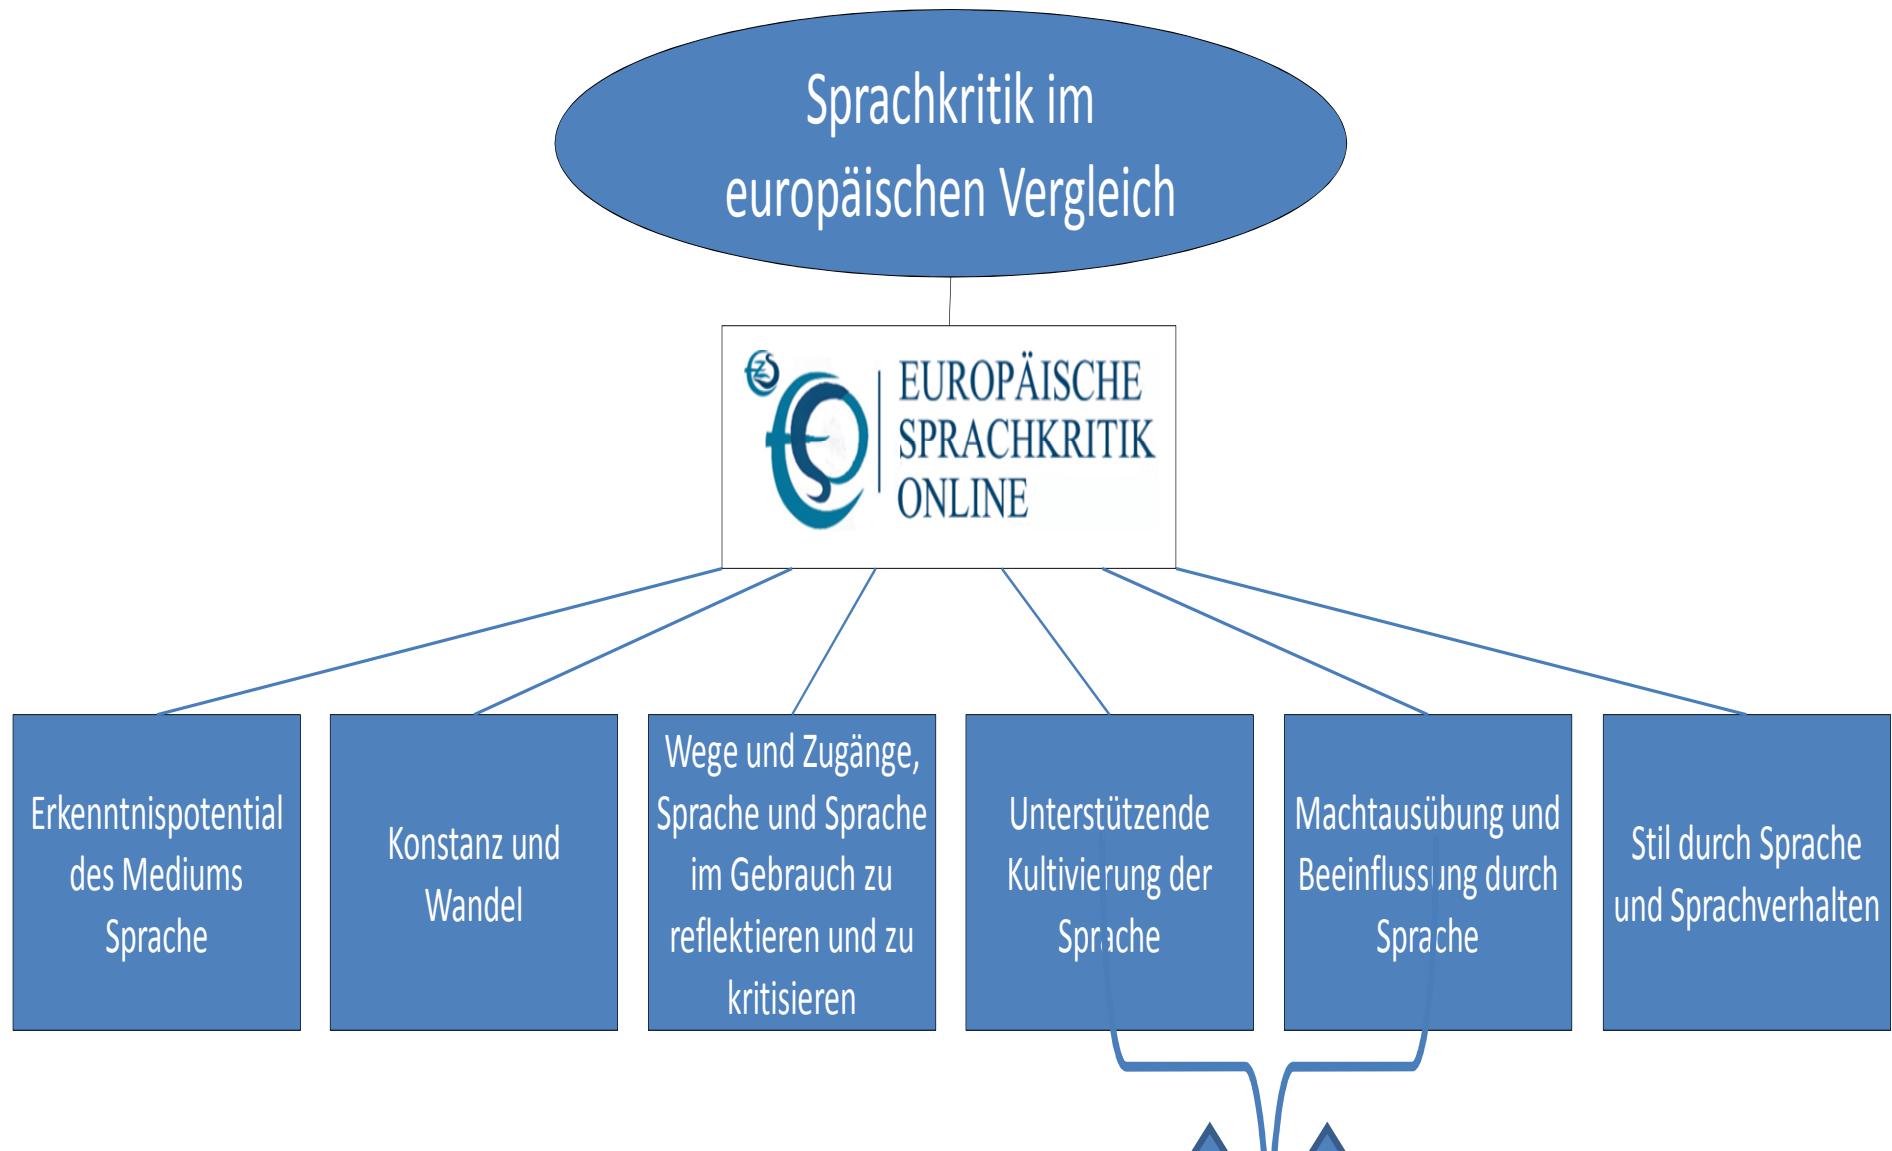 Sprachkritik im
europäischen Vergleich
EUROPÄISCHE
SPRACHKRITIK
ONLINE
Erkenntnispotential
des Mediums
Sprache
Konstanz und
Wandel
Wege und Zugänge,
Sprache und Sprache
im Gebrauch zu
reflektieren und zu
kritisieren
Unterstützende
Kultivierung der
Sprache
Machtausübung und
Beeinflussung durch
Sprache
Stil durch Sprache
und Sprachverhalten